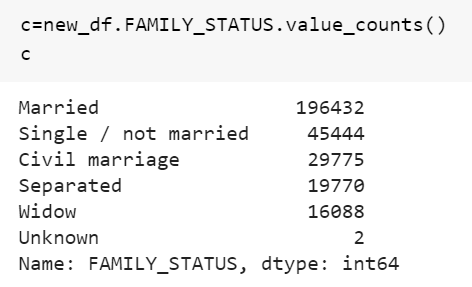 c=new_df.FAMILY_STATUS.value_counts()
c
Married                 196432
Single / not married     45444
Civil marriage           29775
Separated                19770
Widow                    16088
Unknown                      2
Name: FAMILY_STATUS, dtype: int64